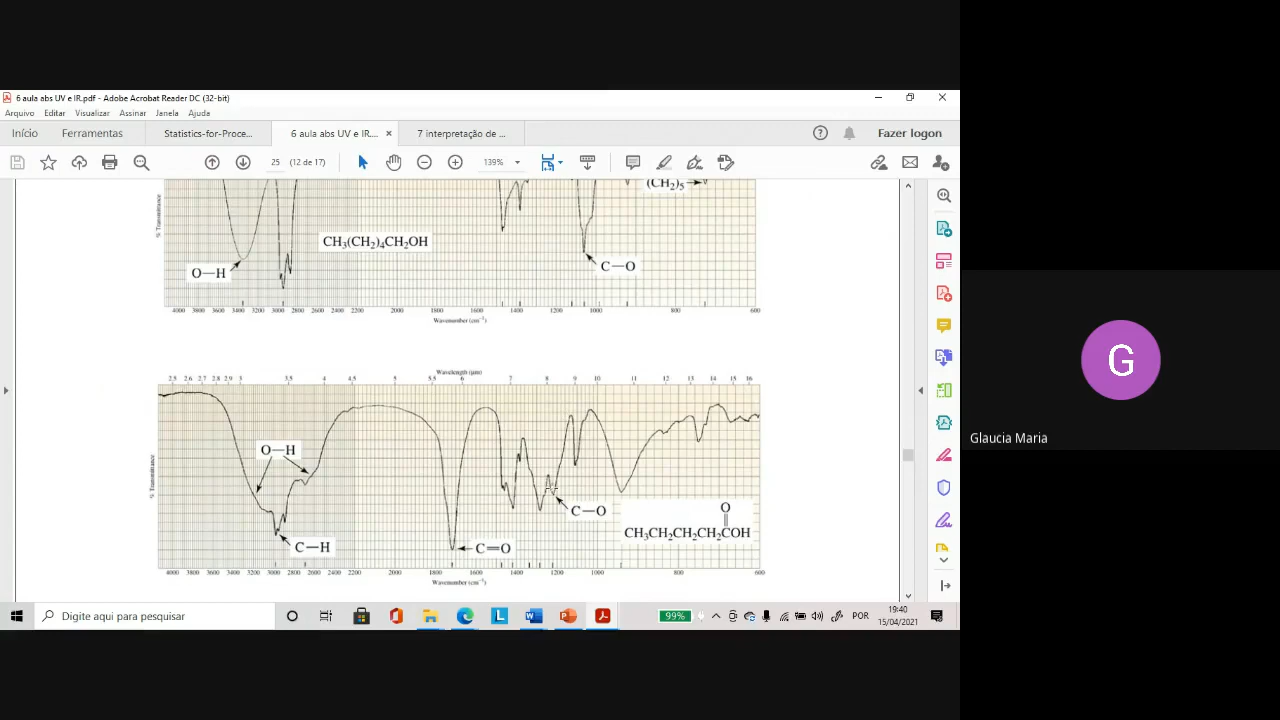 6 aula abs UV e IR.pdf - Adobe Acrobat Reader DC (32-bit)
Arquivo Editar Visualizar Assinar Janela Ajuda
Início Ferramentas Statistics-for-Proce... 6 aula abs UV e IR.... × 7 interpretação de ... Fazer logon
25 (12 de 17) 139%
(CH₂)₅
% Transmittance
CH₃(CH₂)₄CH₂OH
O—H
C—O
4000 3800 3600 3400 3200 3000 2800 2600 2400 2200 2000 1800 1600 1400 1200 1000 800 600
Wavenumber (cm⁻¹)
Wavelength (μm)
2.5 2.6 2.7 2.8 2.9 3 3.5 4 4.5 5 6 7 8 9 10 11 12 13 14 15 16
% Transmittance
O—H
C—O
O
CH₃CH₂CH₂CH₂COH
C—H
C=O
4000 3800 3600 3400 3200 3000 2800 2600 2400 2200 2000 1800 1600 1400 1200 1000 800 600
Wavenumber (cm⁻¹)
Digite aqui para pesquisar
99%
POR
19:40
15/04/2021
G
Glaucia Maria